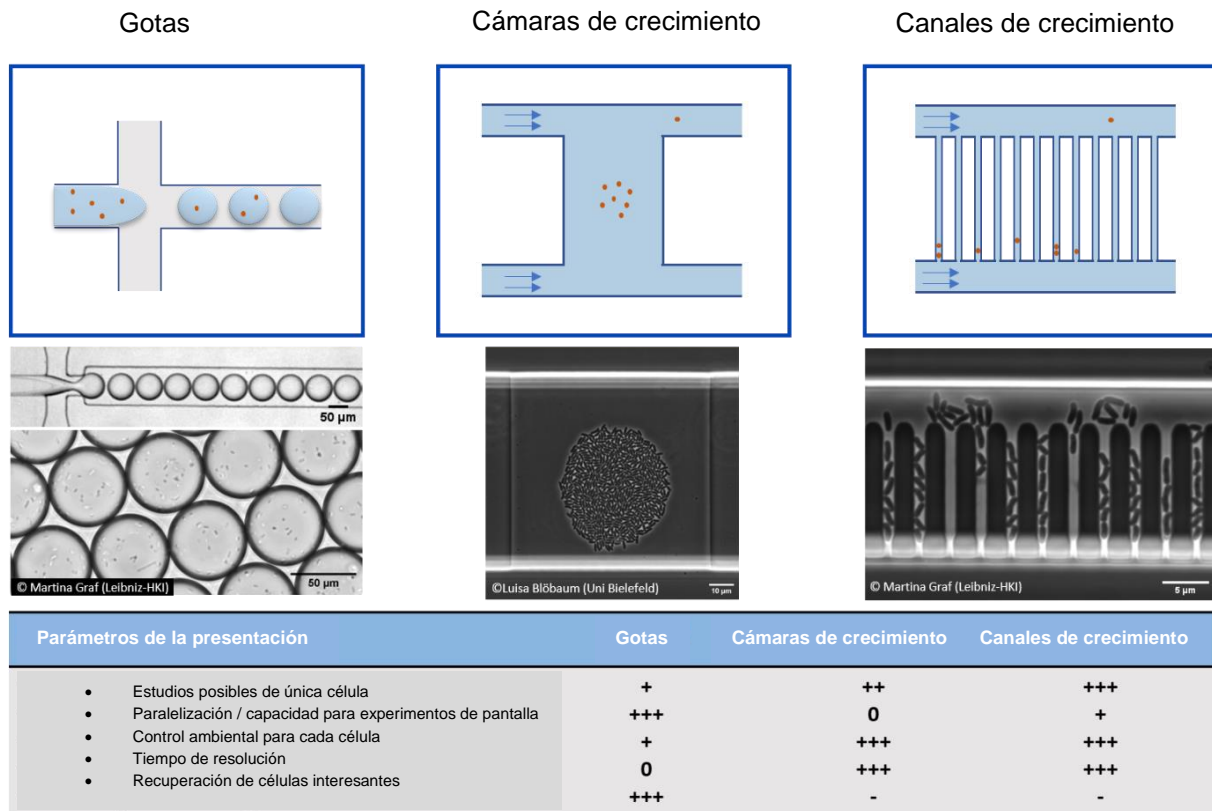 Gotas
Cámaras de crecimiento
Canales de crecimiento
50 µm
50 µm
© Martina Graf (Leibniz-HKI)
©Luisa Blöbaum (Uni Bielefeld)
10 µm
© Martina Graf (Leibniz-HKI)
5 µm
Parámetros de la presentación Gotas Cámaras de crecimiento Canales de crecimiento
• Estudios posibles de única célula + ++ +++
• Paralelización / capacidad para experimentos de pantalla +++ 0 +
• Control ambiental para cada célula + +++ +++
• Tiempo de resolución 0 +++ +++
• Recuperación de células interesantes +++ - -